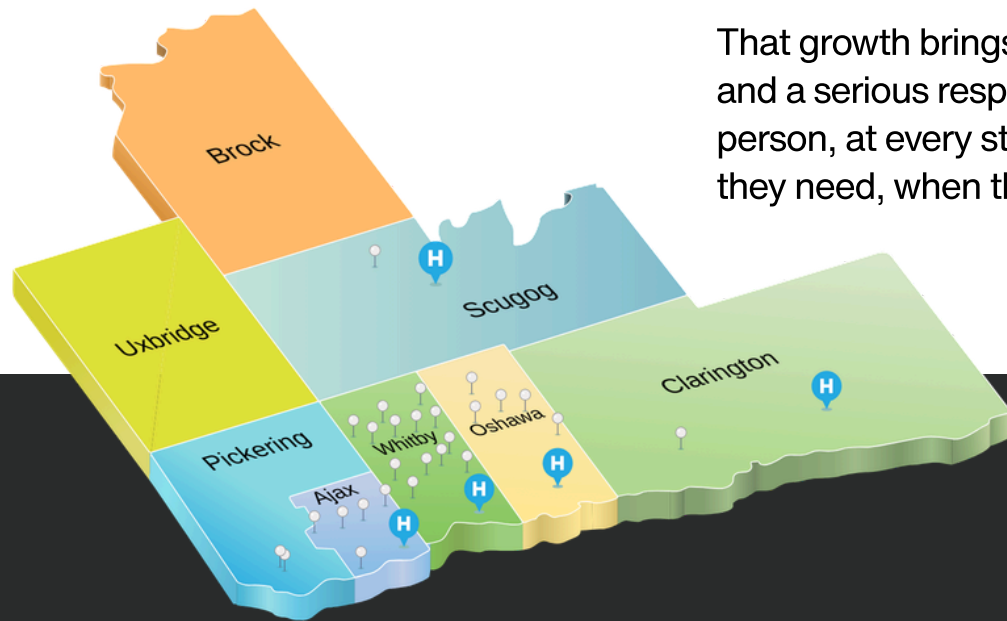 That growth brings
and a serious resp
person, at every st
they need, when th
Brock
H
Scugog
Uxbridge
Clarington
H
Pickering
Whitby
Oshawa
H
Ajax
H
H